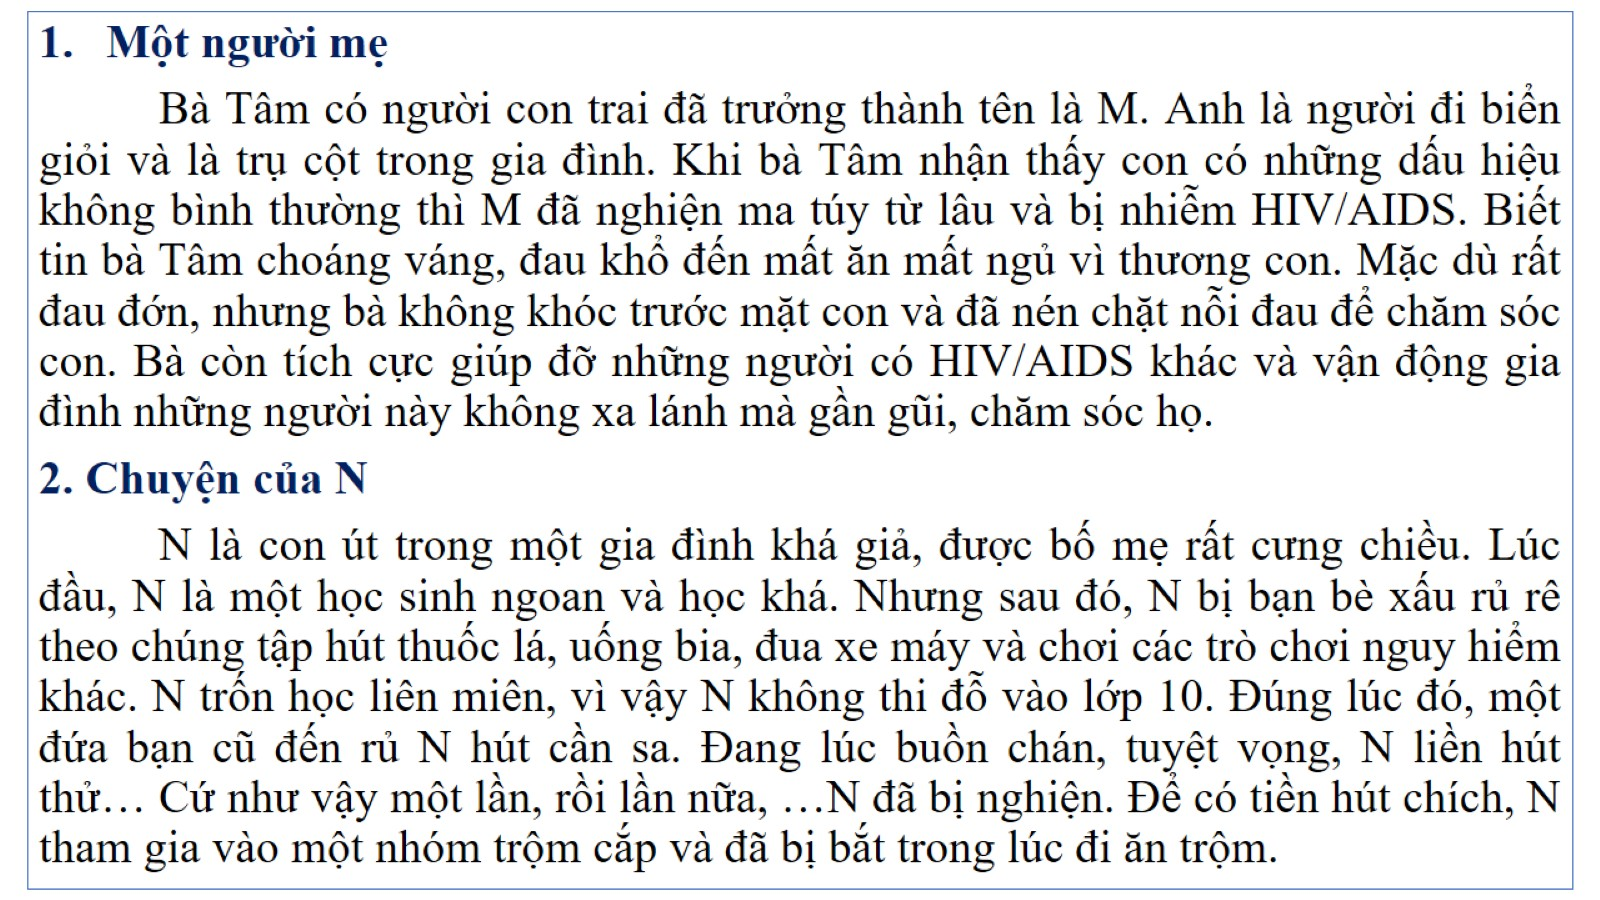 1. Một người mẹ
Bà Tâm có người con trai đã trưởng thành tên là M. Anh là người đi biển
giỏi và là trụ cột trong gia đình. Khi bà Tâm nhận thấy con có những dấu hiệu
không bình thường thì M đã nghiện ma túy từ lâu và bị nhiễm HIV/AIDS. Biết
tin bà Tâm choáng váng, đau khổ đến mất ăn mất ngủ vì thương con. Mặc dù rất
đau đớn, nhưng bà không khóc trước mặt con và đã nén chặt nỗi đau để chăm sóc
con. Bà còn tích cực giúp đỡ những người có HIV/AIDS khác và vận động gia
đình những người này không xa lánh mà gần gũi, chăm sóc họ.
2. Chuyện của N
N là con út trong một gia đình khá giả, được bố mẹ rất cưng chiều. Lúc
đầu, N là một học sinh ngoan và học khá. Nhưng sau đó, N bị bạn bè xấu rủ rê
theo chúng tập hút thuốc lá, uống bia, đua xe máy và chơi các trò chơi nguy hiểm
khác. N trốn học liên miên, vì vậy N không thi đỗ vào lớp 10. Đúng lúc đó, một
đứa bạn cũ đến rủ N hút cần sa. Đang lúc buồn chán, tuyệt vọng, N liền hút
thử… Cứ như vậy một lần, rồi lần nữa, …N đã bị nghiện. Để có tiền hút chích, N
tham gia vào một nhóm trộm cắp và đã bị bắt trong lúc đi ăn trộm.